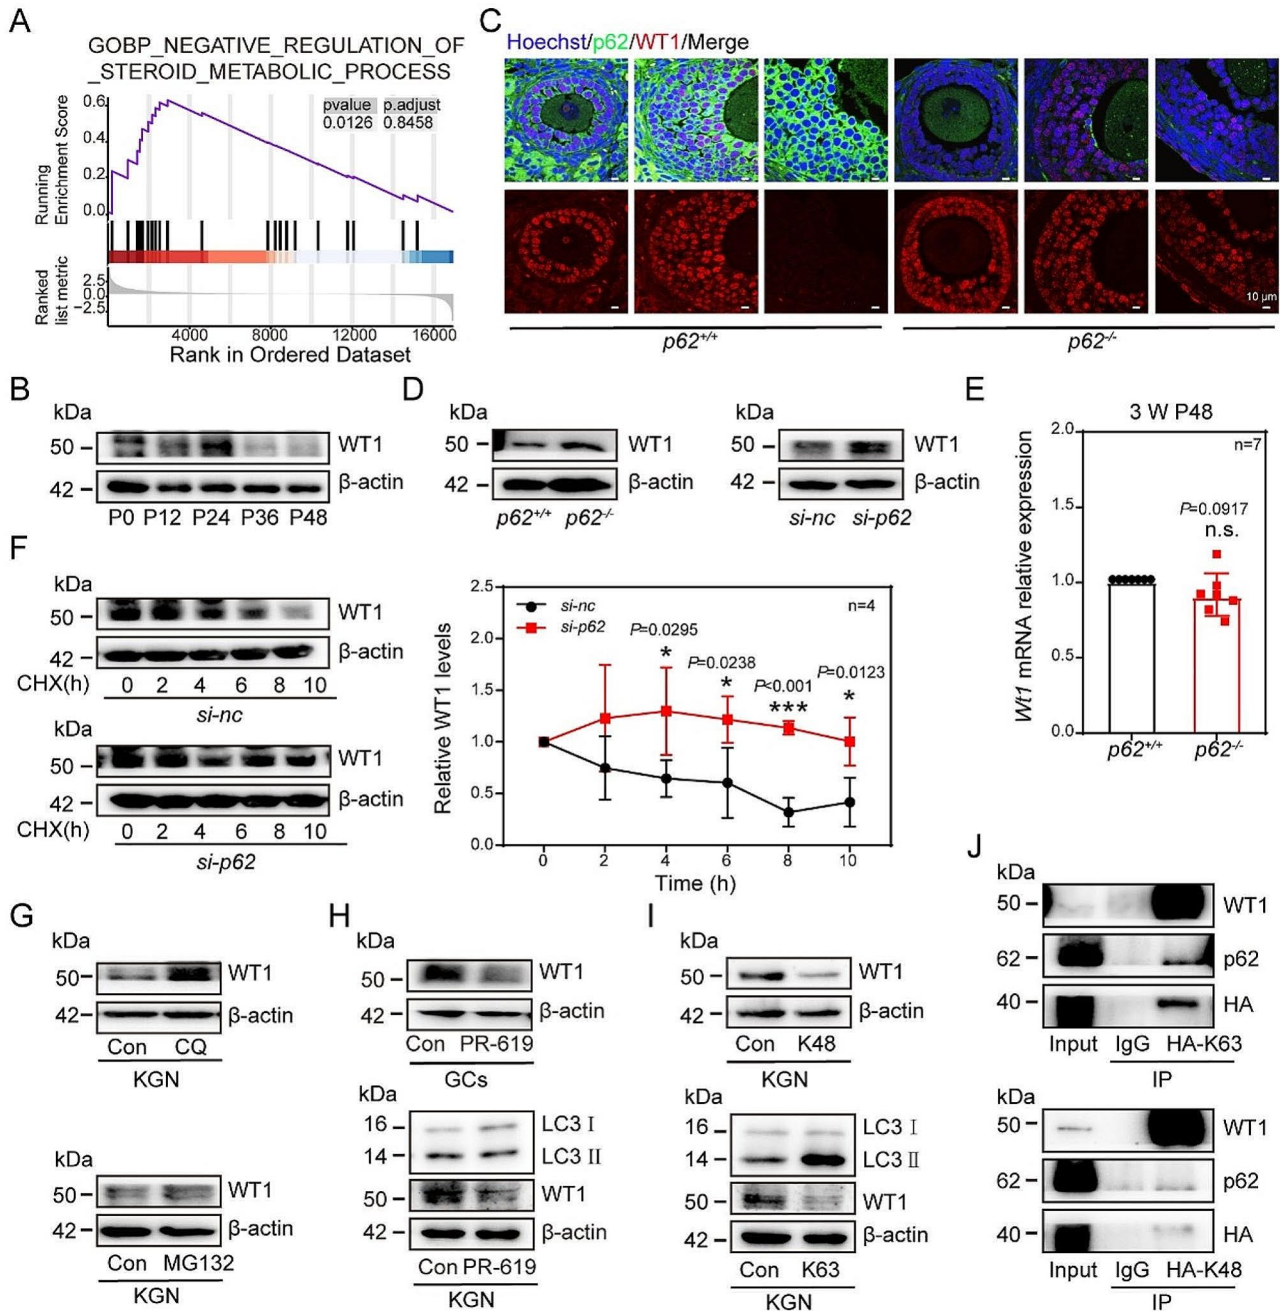 A
GOBP_NEGATIVE_REGULATION_OF
_STEROID_METABOLIC_PROCESS
pvalue p.adjust
0.0126 0.8458
Running
Enrichment Score
0.6
0.4
0.2
0.0
Ranked
list metric
2.5
0.0
−2.5
4000 8000 12000 16000
Rank in Ordered Dataset
C
Hoechst/p62/WT1/Merge
10 µm
p62+/+ p62-/-
B
kDa
50 WT1
42 β-actin
P0 P12 P24 P36 P48
D
kDa
50 WT1
42 β-actin
p62+/+ p62-/-
kDa
50 WT1
42 β-actin
si-nc si-p62
E
3 W P48
n=7
Wt1 mRNA relative expression
2.0
1.5
1.0
0.5
0.0
P=0.0917
n.s.
p62+/+ p62-/-
F
kDa
50 WT1
42 β-actin
CHX(h) 0 2 4 6 8 10
si-nc
50 WT1
42 β-actin
CHX(h) 0 2 4 6 8 10
si-p62
Relative WT1 levels
2.5
2.0
1.5
1.0
0.5
0.0
si-nc
si-p62
n=4
P=0.0295
*
P=0.0238
*
P<0.001
***
P=0.0123
*
0 2 4 6 8 10
Time (h)
G
kDa
50 WT1
42 β-actin
Con CQ
KGN
kDa
50 WT1
42 β-actin
Con MG132
KGN
H
kDa
50 WT1
42 β-actin
Con PR-619
GCs
kDa
16 LC3 Ⅰ
14 LC3 Ⅱ
50 WT1
42 β-actin
Con PR-619
KGN
I
kDa
50 WT1
42 β-actin
Con K48
KGN
kDa
16 LC3 Ⅰ
14 LC3 Ⅱ
50 WT1
42 β-actin
Con K63
KGN
J
kDa
50 WT1
62 p62
40 HA
Input IgG HA-K63
IP
kDa
50 WT1
62 p62
40 HA
Input IgG HA-K48
IP